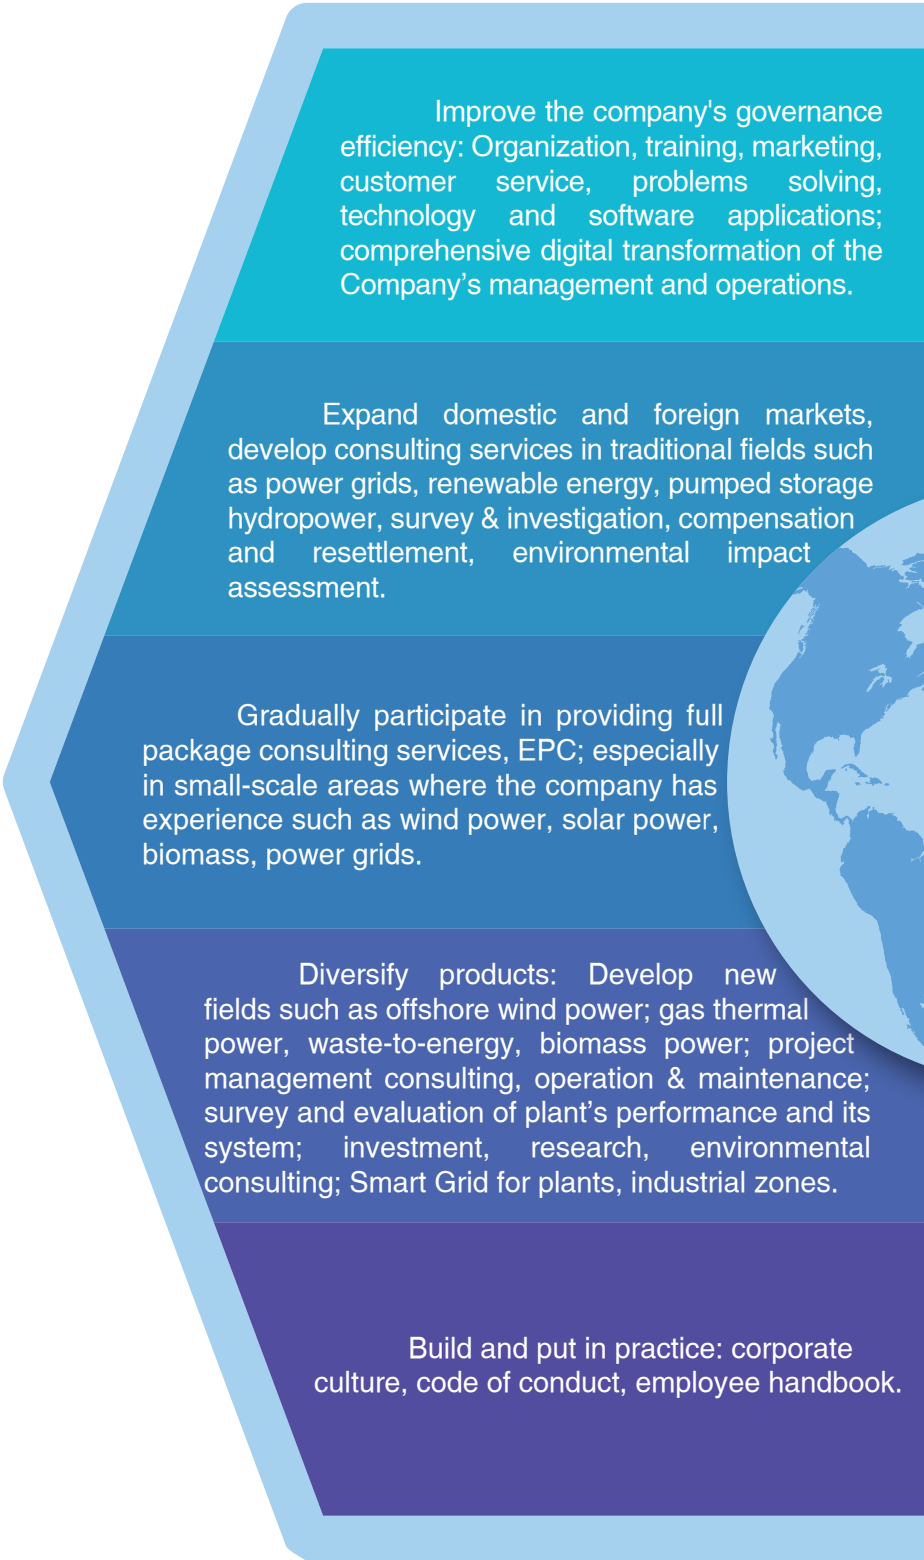 Improve the company's governance
efficiency: Organization, training, marketing,
customer service, problems solving,
technology and software applications;
comprehensive digital transformation of the
Company’s management and operations.
Expand domestic and foreign markets,
develop consulting services in traditional fields such
as power grids, renewable energy, pumped storage
hydropower, survey & investigation, compensation
and resettlement, environmental impact
assessment.
Gradually participate in providing full
package consulting services, EPC; especially
in small-scale areas where the company has
experience such as wind power, solar power,
biomass, power grids.
Diversify products: Develop new
fields such as offshore wind power; gas thermal
power, waste-to-energy, biomass power; project
management consulting, operation & maintenance;
survey and evaluation of plant’s performance and its
system; investment, research, environmental
consulting; Smart Grid for plants, industrial zones.
Build and put in practice: corporate
culture, code of conduct, employee handbook.